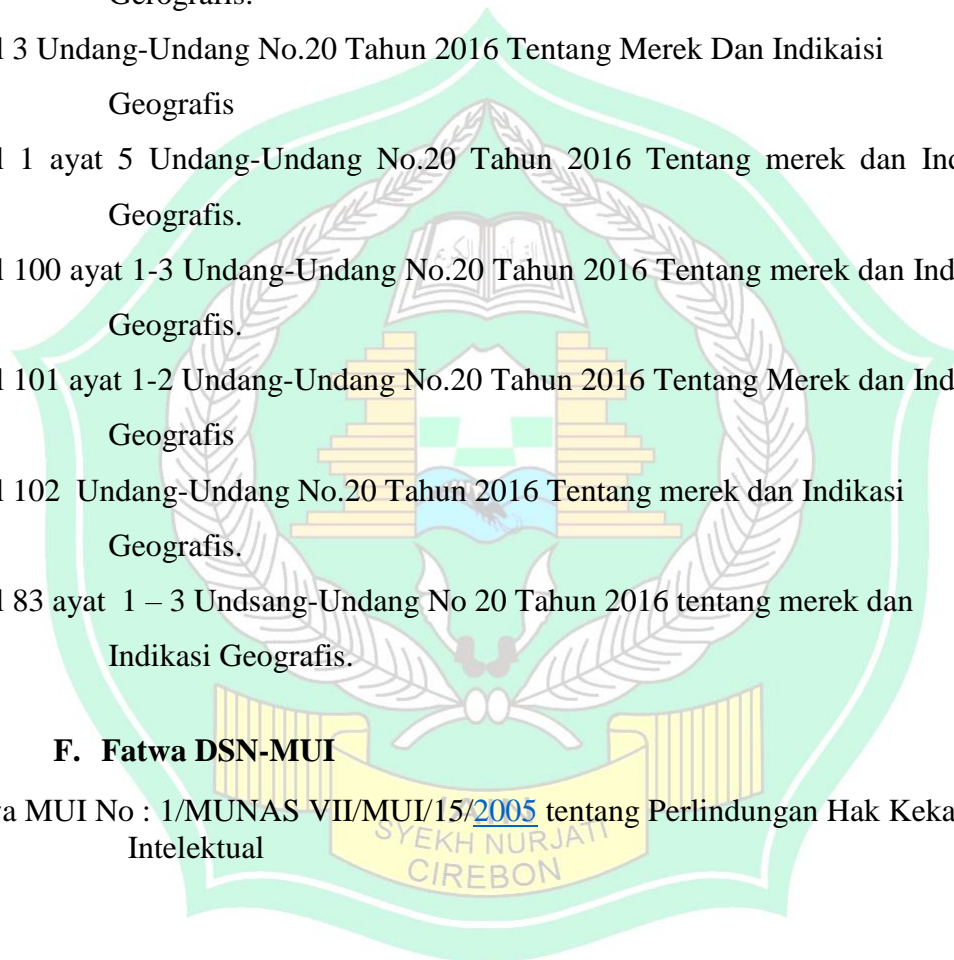 Gerografis.
l 3 Undang-Undang No.20 Tahun 2016 Tentang Merek Dan Indikaisi
Geografis
l 1 ayat 5 Undang-Undang No.20 Tahun 2016 Tentang merek dan Ind
Geografis.
l 100 ayat 1-3 Undang-Undang No.20 Tahun 2016 Tentang merek dan Ind
Geografis.
l 101 ayat 1-2 Undang-Undang No.20 Tahun 2016 Tentang Merek dan Ind
Geografis
l 102 Undang-Undang No.20 Tahun 2016 Tentang merek dan Indikasi
Geografis.
l 83 ayat 1 – 3 Undsang-Undang No 20 Tahun 2016 tentang merek dan
Indikasi Geografis.
F. Fatwa DSN-MUI
a MUI No : 1/MUNAS VII/MUI/15/2005 tentang Perlindungan Hak Keka
Intelektual
SYEKH NURJATI
CIREBON